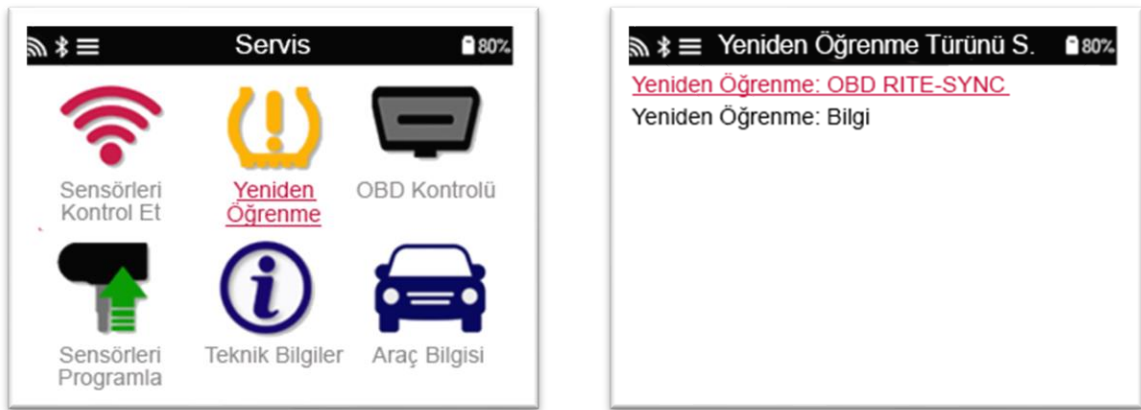 Servis
80%
Sensörleri
Kontrol Et
Yeniden
Öğrenme
OBD Kontrolü
Sensörleri
Programla
Teknik Bilgiler
Araç Bilgisi
Yeniden Öğrenme Türünü S.
80%
Yeniden Öğrenme: OBD RITE-SYNC
Yeniden Öğrenme: Bilgi